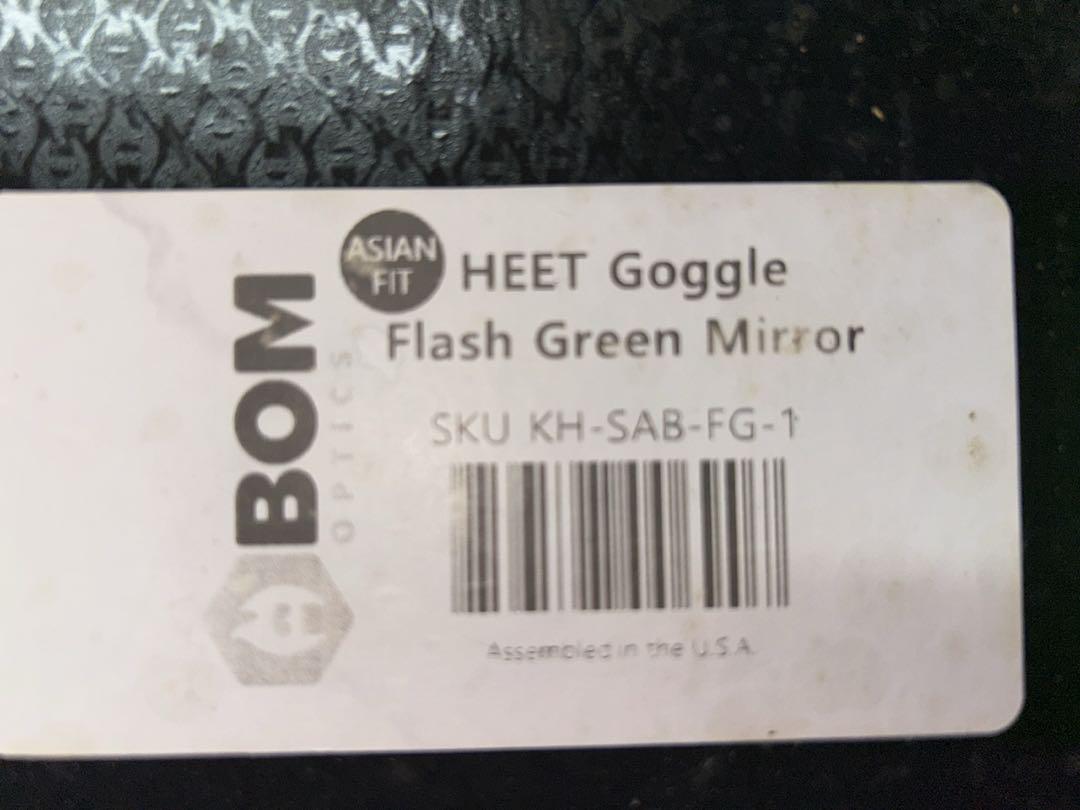 ASIAN
FIT
HEET Goggle
Flash Green Mirror
SKU KH-SAB-FG-1
Assembled in the U.S.A.
BOM
OPTICS